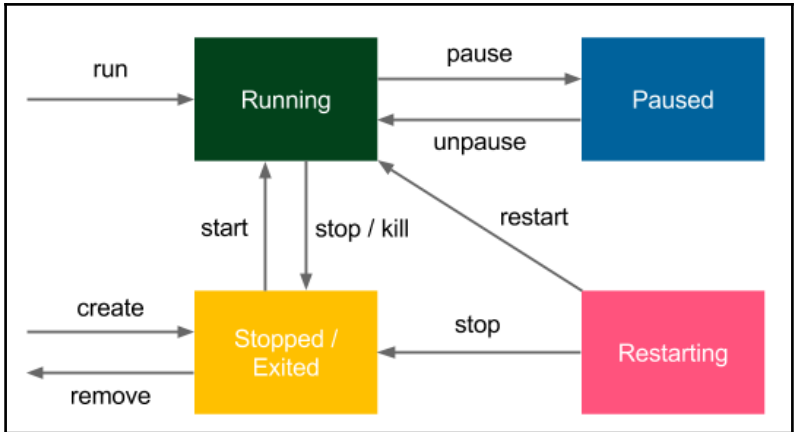 run
Running
pause
Paused
unpause
start
stop / kill
restart
create
Stopped /
Exited
stop
Restarting
remove